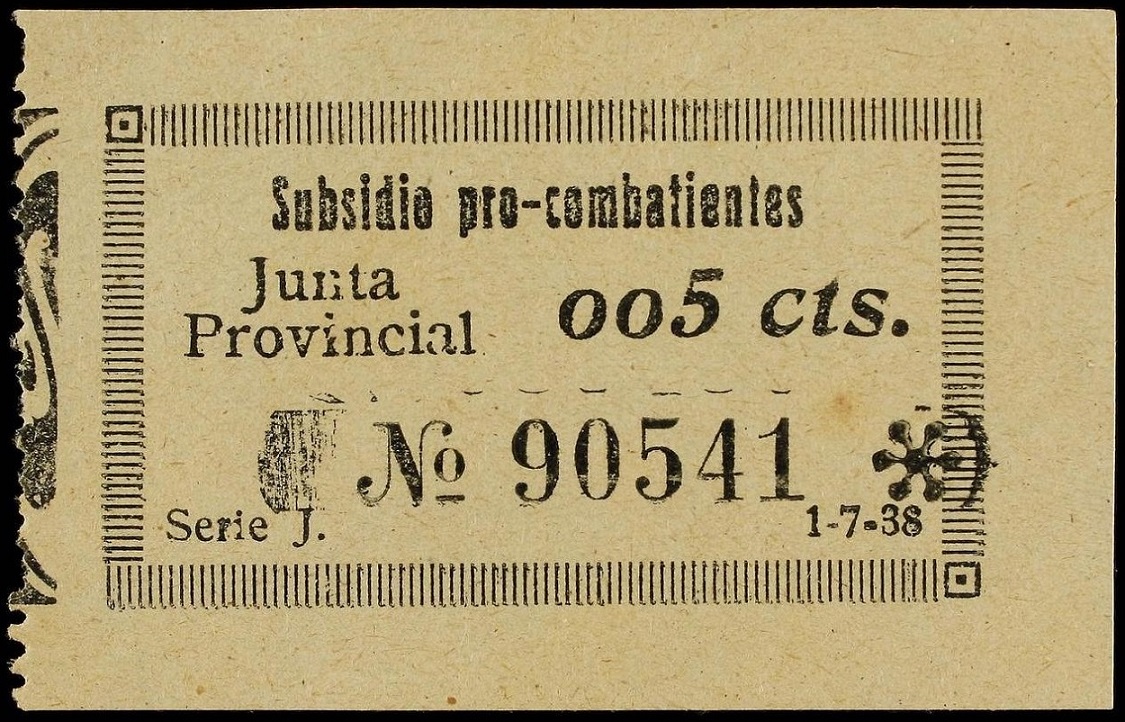 Subsidio pro-combatientes
Junta
Provincial
005 cts.
No 90541
Serie J.
1-7-38